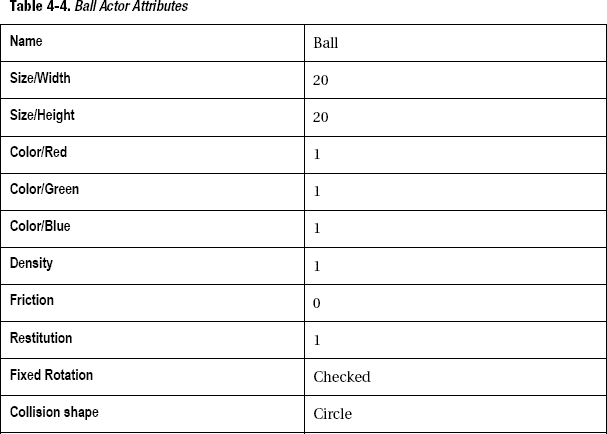 Table 4-4. Ball Actor Attributes
Name Ball
Size/Width 20
Size/Height 20
Color/Red 1
Color/Green 1
Color/Blue 1
Density 1
Friction 0
Restitution 1
Fixed Rotation Checked
Collision shape Circle